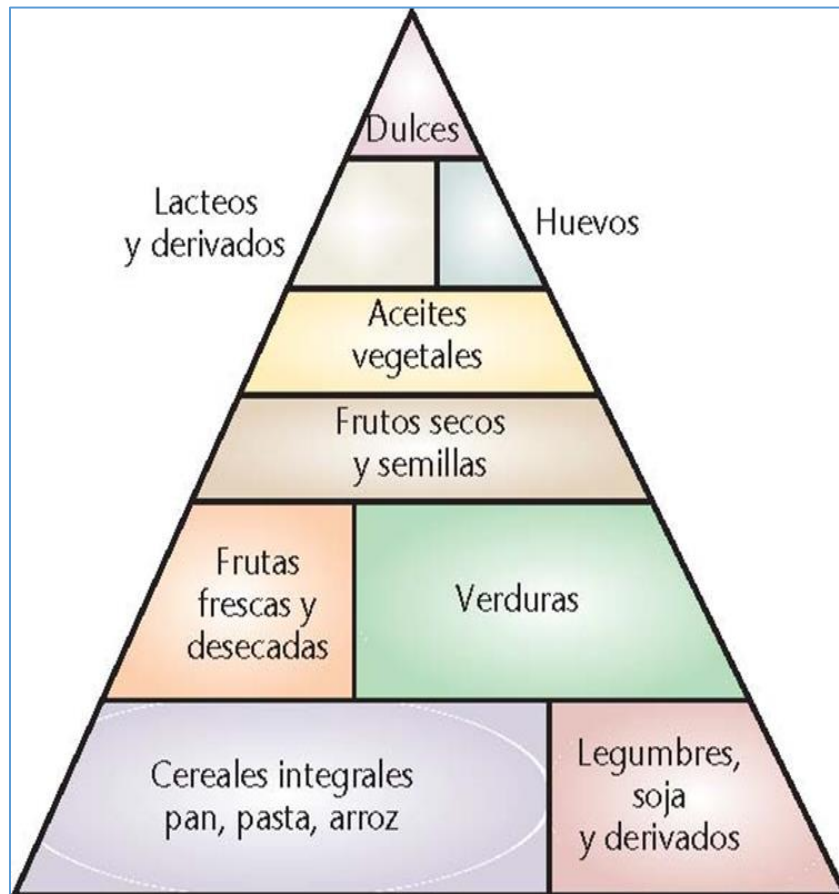 Dulces
Lacteos
y derivados
Huevos
Aceites
vegetales
Frutos secos
y semillas
Frutas
frescas y
desecadas
Verduras
Cereales integrales
pan, pasta, arroz
Legumbres,
soja
y derivados